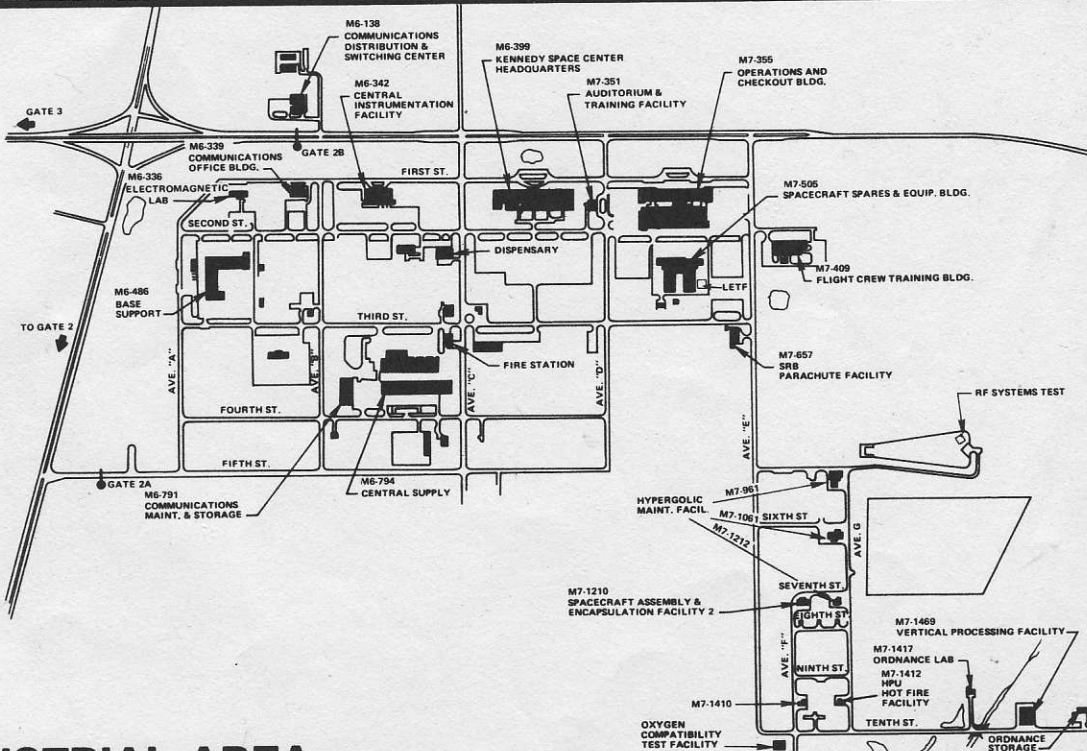 M6-138
COMMUNICATIONS
DISTRIBUTION &
SWITCHING CENTER
M6-399
KENNEDY SPACE CENTER
HEADQUARTERS
M7-355
OPERATIONS AND
CHECKOUT BLDG.
M7-351
AUDITORIUM &
TRAINING FACILITY
M6-342
CENTRAL
INSTRUMENTATION
FACILITY
GATE 3
M6-339
COMMUNICATIONS
OFFICE BLDG.
GATE 2B
FIRST ST.
M6-336
ELECTROMAGNETIC
LAB
M7-505
SPACECRAFT SPARES & EQUIP. BLDG.
SECOND ST.
DISPENSARY
M7-409
FLIGHT CREW TRAINING BLDG.
LETF
M6-486
BASE
SUPPORT
THIRD ST.
TO GATE 2
AVE. "A"
AVE. "B"
AVE. "C"
AVE. "D"
AVE. "E"
FIRE STATION
M7-657
SRB
PARACHUTE FACILITY
RF SYSTEMS TEST
FOURTH ST.
FIFTH ST.
GATE 2A
M6-791
COMMUNICATIONS
MAINT. & STORAGE
M6-794
CENTRAL SUPPLY
HYPERGOLIC
MAINT. FACIL.
M7-961
M7-1061
SIXTH ST
M7-1212
AVE. G
SEVENTH ST.
M7-1210
SPACECRAFT ASSEMBLY &
ENCAPSULATION FACILITY 2
EIGHTH ST.
AVE. "F"
NINTH ST.
M7-1469
VERTICAL PROCESSING FACILITY
M7-1417
ORDNANCE LAB
M7-1412
HPU
HOT FIRE
FACILITY
M7-1410
TENTH ST.
OXYGEN
COMPATIBILITY
TEST FACILITY
ORDNANCE
STORAGE
AREA